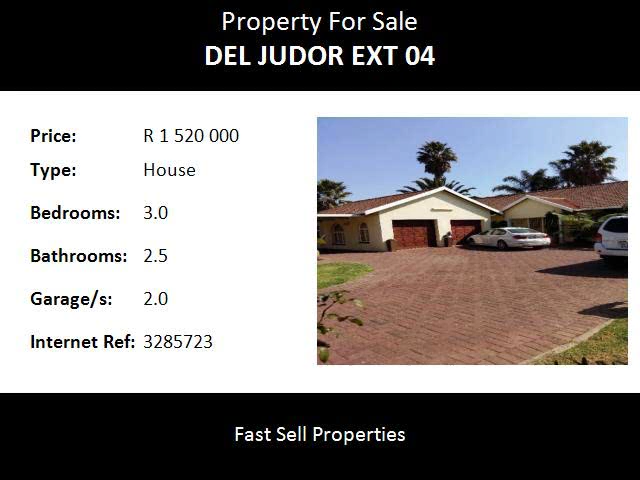 Property For Sale
DEL JUDOR EXT 04
Price: R 1 520 000
Type: House
Bedrooms: 3.0
Bathrooms: 2.5
Garage/s: 2.0
Internet Ref: 3285723
Fast Sell Properties